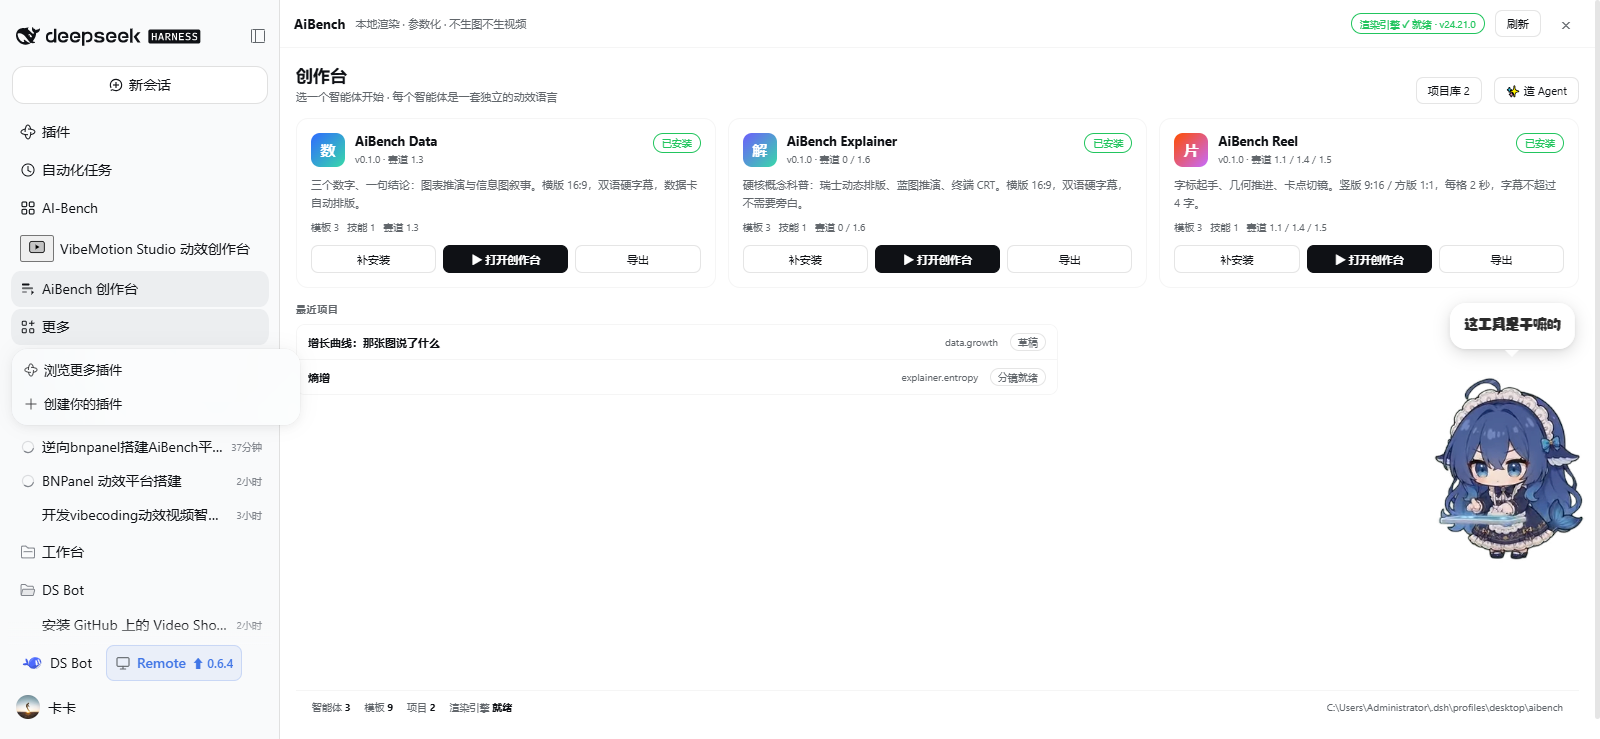 deepseek HARNESS
新会话
插件
自动化任务
AI-Bench
VibeMotion Studio 动效创作台
AiBench 创作台
更多
浏览更多插件
创建你的插件
逆向bnpanel搭建AiBench平... 37分钟
BNPanel 动效平台搭建 2小时
开发vibecoding动效视频智... 3小时
工作台
DS Bot
安装 GitHub 上的 Video Sho... 2小时
DS Bot Remote 0.6.4
卡卡
AiBench 本地渲染 · 参数化 · 不生图不生视频
渲染引擎 ✓ 就绪 · v24.21.0 刷新 ×
创作台
选一个智能体开始 · 每个智能体是一套独立的动效语言
项目库 2 造 Agent
数 AiBench Data 已安装
v0.1.0 · 赛道 1.3
三个数字、一句结论：图表推演与信息图叙事。横版 16:9，双语硬字幕，数据卡
自动排版。
模板 3 技能 1 赛道 1.3
补安装 ▶ 打开创作台 导出
解 AiBench Explainer 已安装
v0.1.0 · 赛道 0 / 1.6
硬核概念科普：瑞士动态排版、蓝图推演、终端 CRT。横版 16:9，双语硬字幕，
不需要旁白。
模板 3 技能 1 赛道 0 / 1.6
补安装 ▶ 打开创作台 导出
片 AiBench Reel 已安装
v0.1.0 · 赛道 1.1 / 1.4 / 1.5
字标起手、几何推进、卡点切镜。竖版 9:16 / 方版 1:1，每格 2 秒，字幕不超过
4 字。
模板 3 技能 1 赛道 1.1 / 1.4 / 1.5
补安装 ▶ 打开创作台 导出
最近项目
增长曲线：那张图说了什么 data.growth 草稿
熵增 explainer.entropy 分镜就绪
这工具是干嘛的
智能体 3 模板 9 项目 2 渲染引擎 就绪
C:\Users\Administrator\.dsh\profiles\desktop\aibench